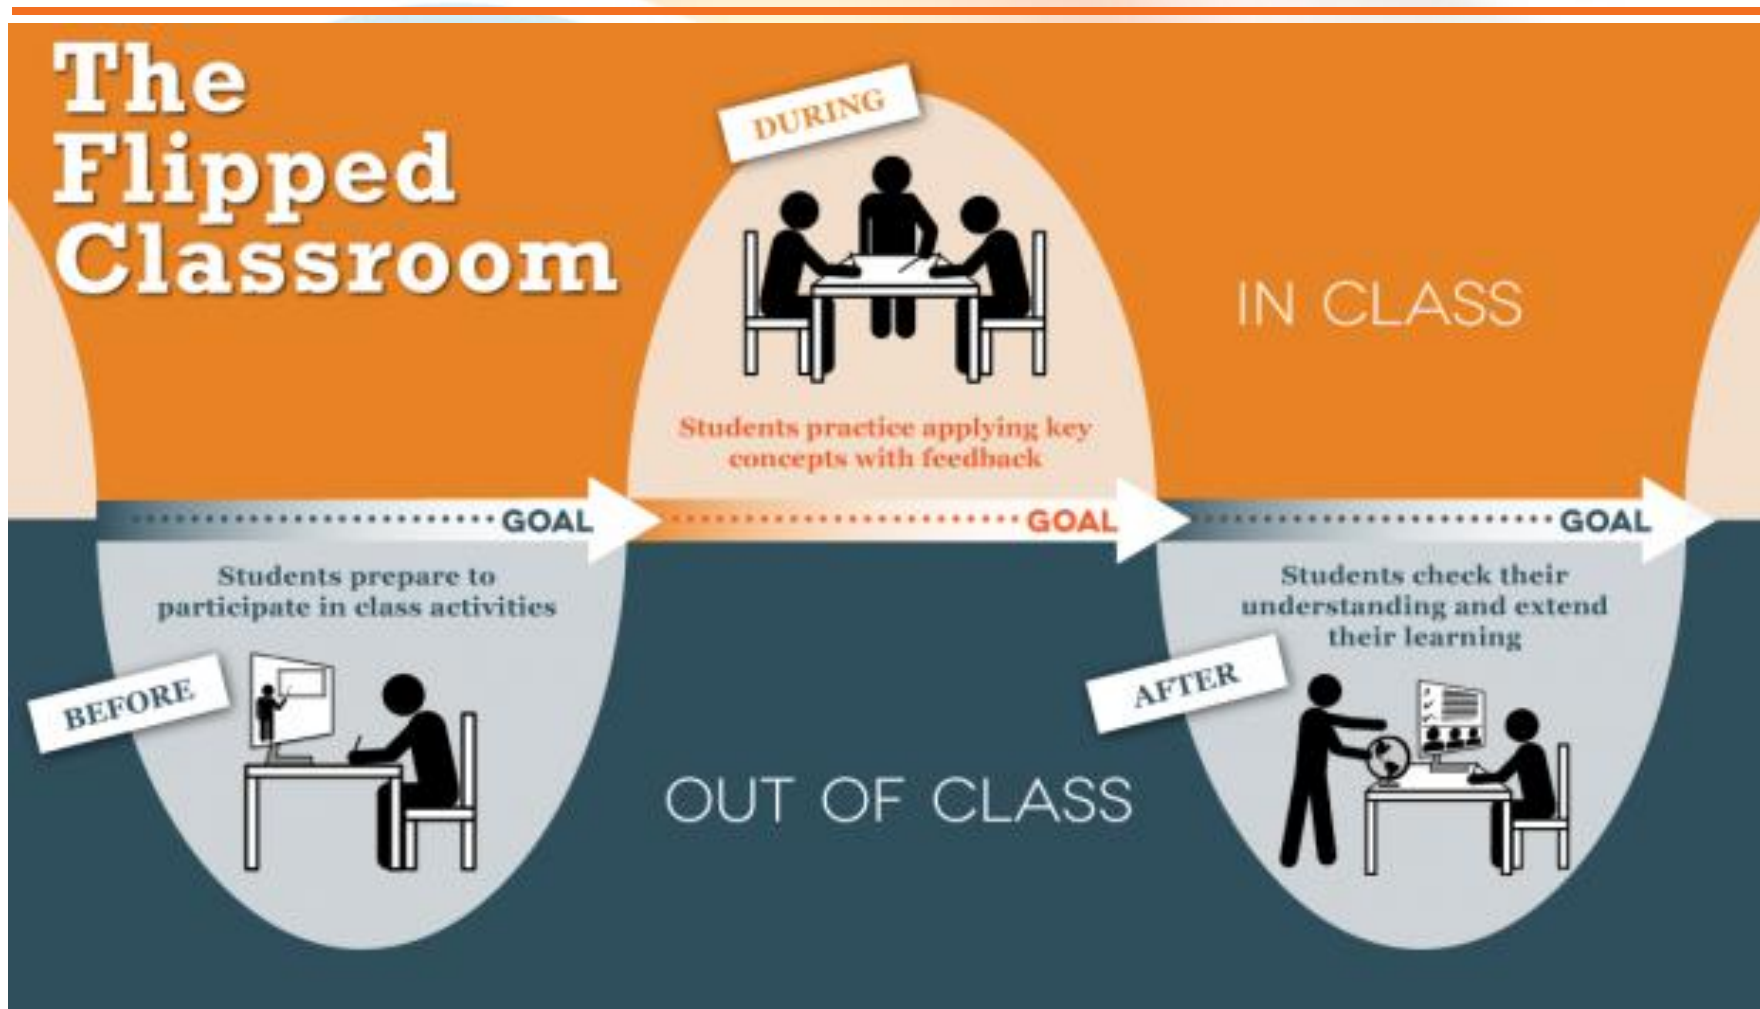 The
Flipped
Classroom
DURING
IN CLASS
Students practice applying key
concepts with feedback
GOAL
GOAL
GOAL
Students prepare to
participate in class activities
BEFORE
OUT OF CLASS
Students check their
understanding and extend
their learning
AFTER